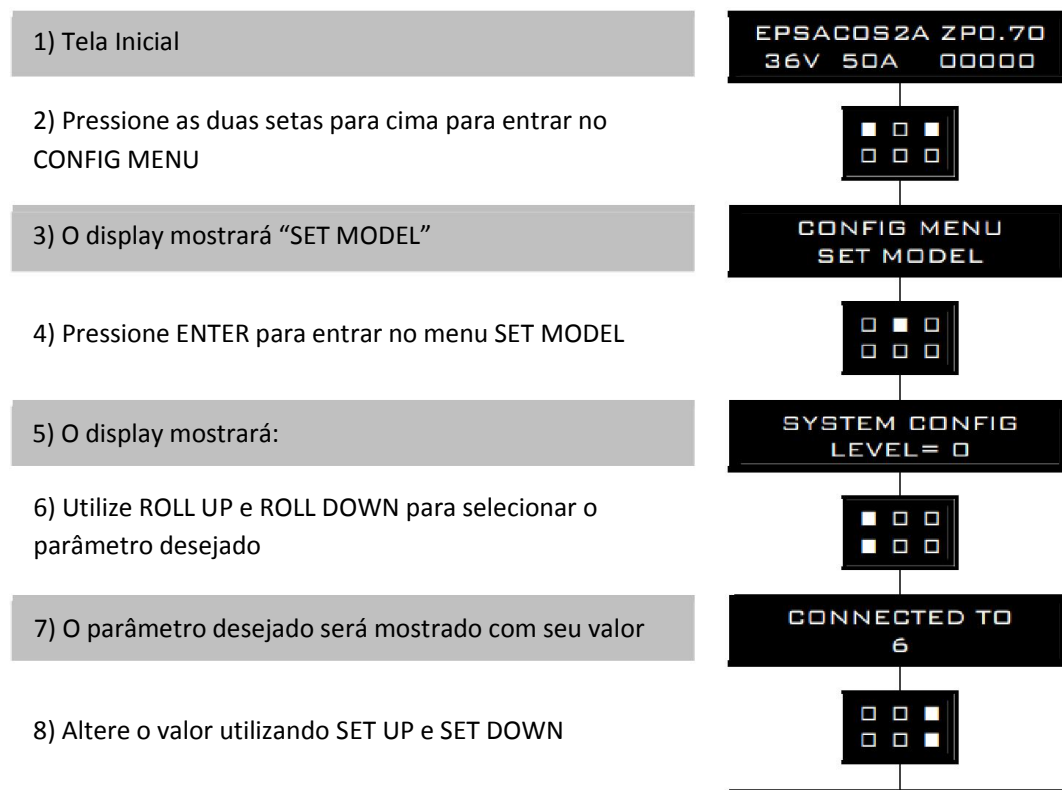 1) Tela Inicial
EPSACOS2A ZP0.70
36V 50A 00000
2) Pressione as duas setas para cima para entrar no
CONFIG MENU
3) O display mostrará “SET MODEL”
CONFIG MENU
SET MODEL
4) Pressione ENTER para entrar no menu SET MODEL
5) O display mostrará:
SYSTEM CONFIG
LEVEL= 0
6) Utilize ROLL UP e ROLL DOWN para selecionar o
parâmetro desejado
7) O parâmetro desejado será mostrado com seu valor
CONNECTED TO
6
8) Altere o valor utilizando SET UP e SET DOWN